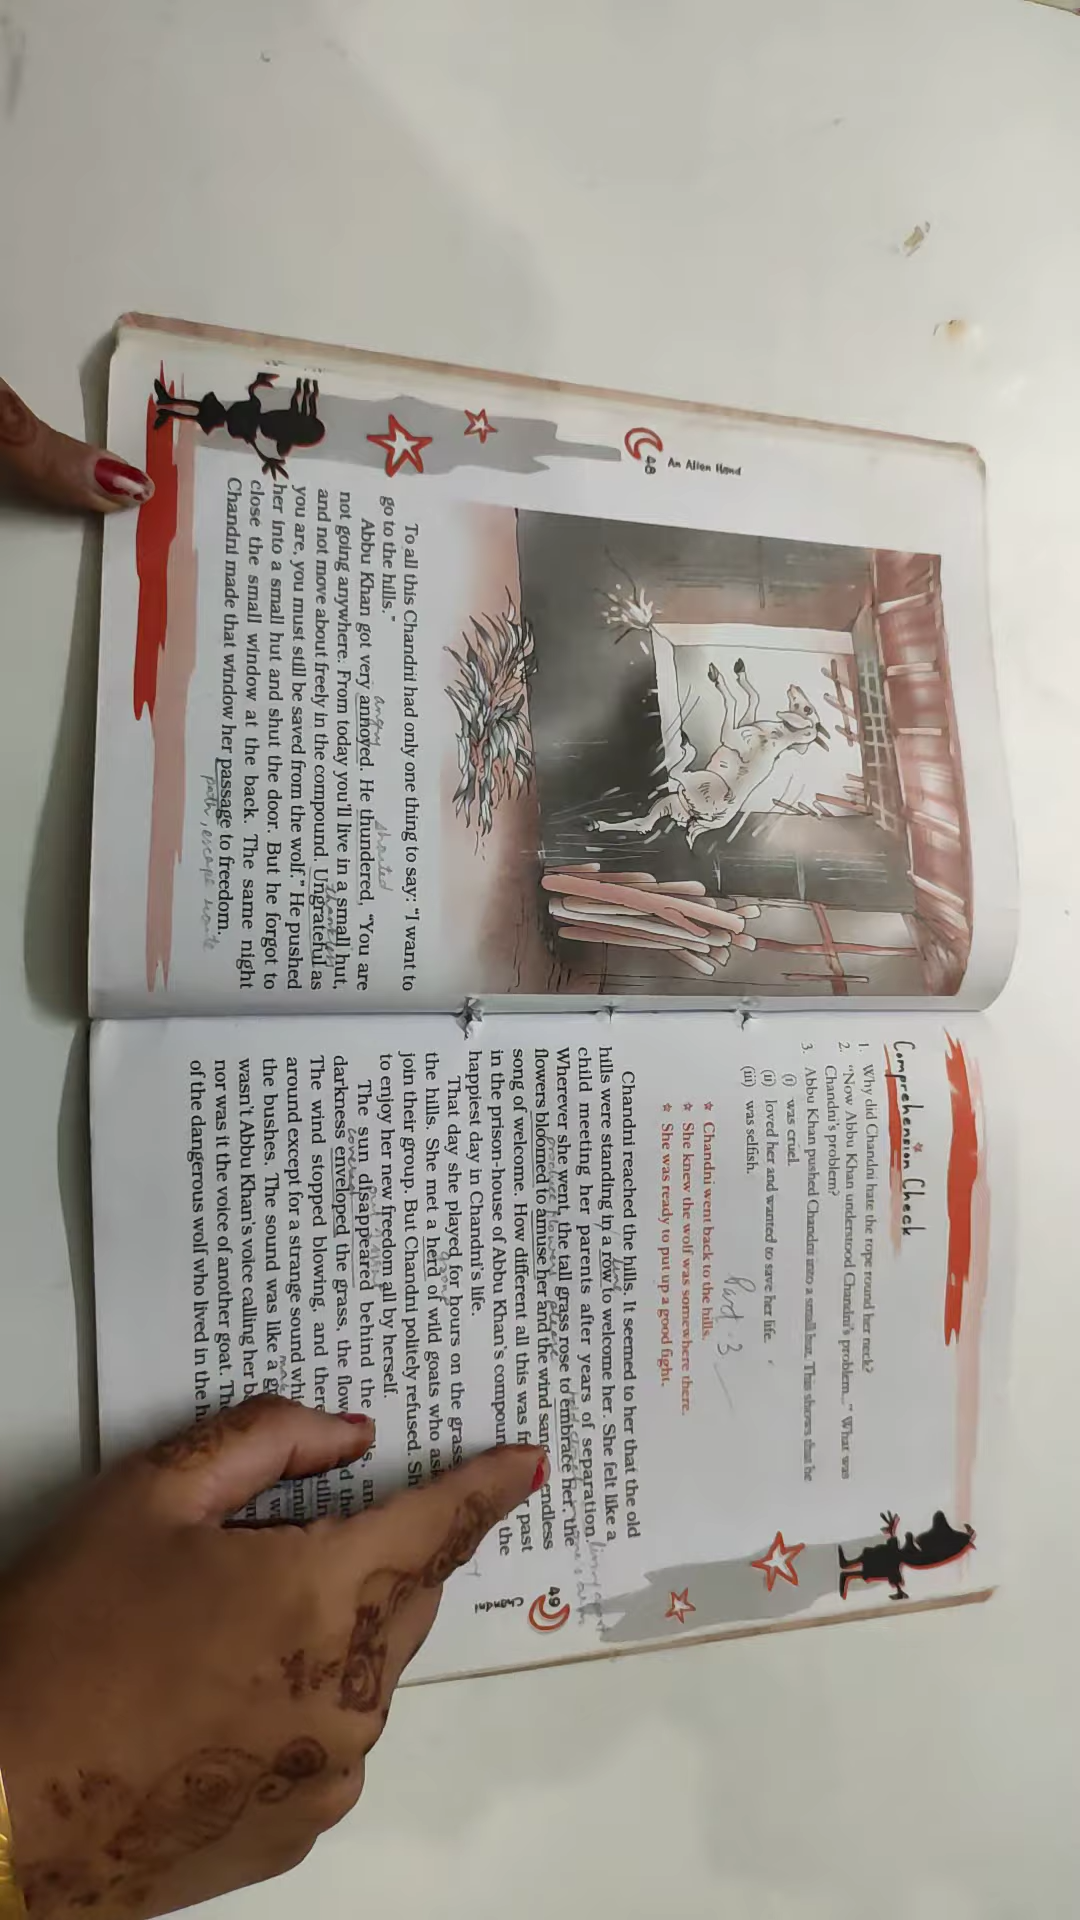 48
An Alien Hand
To all this Chandni had only one thing to say: "I want to
go to the hills."
angry
shouted
Abbu Khan got very annoyed. He thundered, "You are
not going anywhere. From today you'll live in a small hut,
thankless
and not move about freely in the compound. Ungrateful as
you are, you must still be saved from the wolf." He pushed
her into a small hut and shut the door. But he forgot to
close the small window at the back. The same night
Chandni made that window her passage to freedom.
path, escape route
Comprehension Check
1. Why did Chandni hate the rope round her neck?
2. "Now Abbu Khan understood Chandni's problem..." What was
Chandni's problem?
3. Abbu Khan pushed Chandni into a small hut. This shows that he
(i) was cruel.
(ii) loved her and wanted to save her life.
(iii) was selfish.
Part 3
☆ Chandni went back to the hills.
☆ She knew the wolf was somewhere there.
☆ She was ready to put up a good fight.
Chandni reached the hills. It seemed to her that the old
line
hills were standing in a row to welcome her. She felt like a
child meeting her parents after years of separation.
Wherever she went, the tall grass rose to embrace her, the
produce flowers please
flowers bloomed to amuse her and the wind sang endless
song of welcome. How different all this was past
in the prison-house of Abbu Khan's the
happiest day in Chandni's life.
That day she played for hours on the
group
the hills. She met a herd of wild goats who
join their group. But Chandni politely refused.
to enjoy her new freedom all by herself.
The sun disappeared behind the
covered
darkness enveloped the grass, the
The wind stopped blowing, and
around except for a strange sound
the bushes. The sound was like a
wasn't Abbu Khan's voice calling her
nor was it the voice of another goat.
of the dangerous wolf who lived in the
49